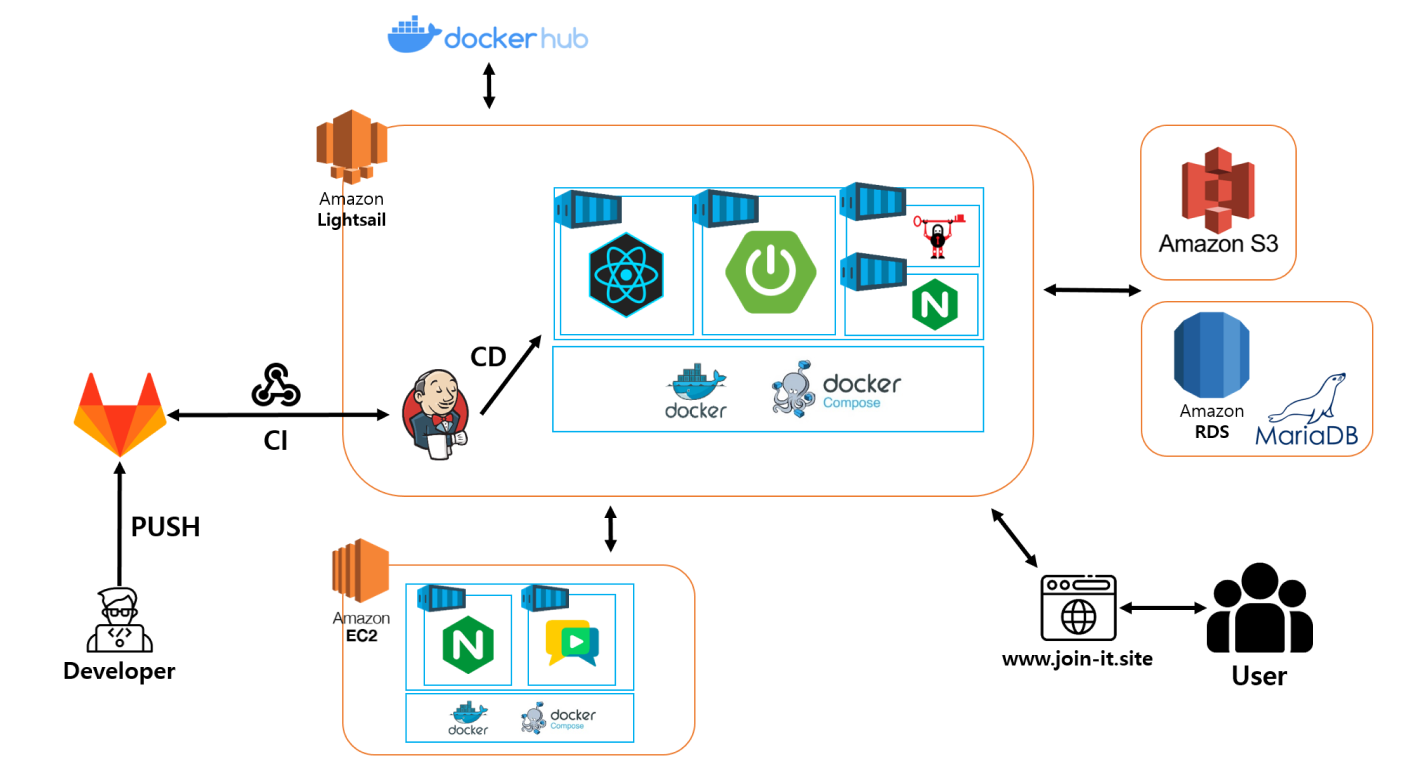 docker hub
Amazon
Lightsail
Amazon S3
CD
docker
docker
Compose
CI
Amazon
RDS
MariaDB
PUSH
Developer
Amazon
EC2
N
N
docker
docker
Compose
www.join-it.site
User